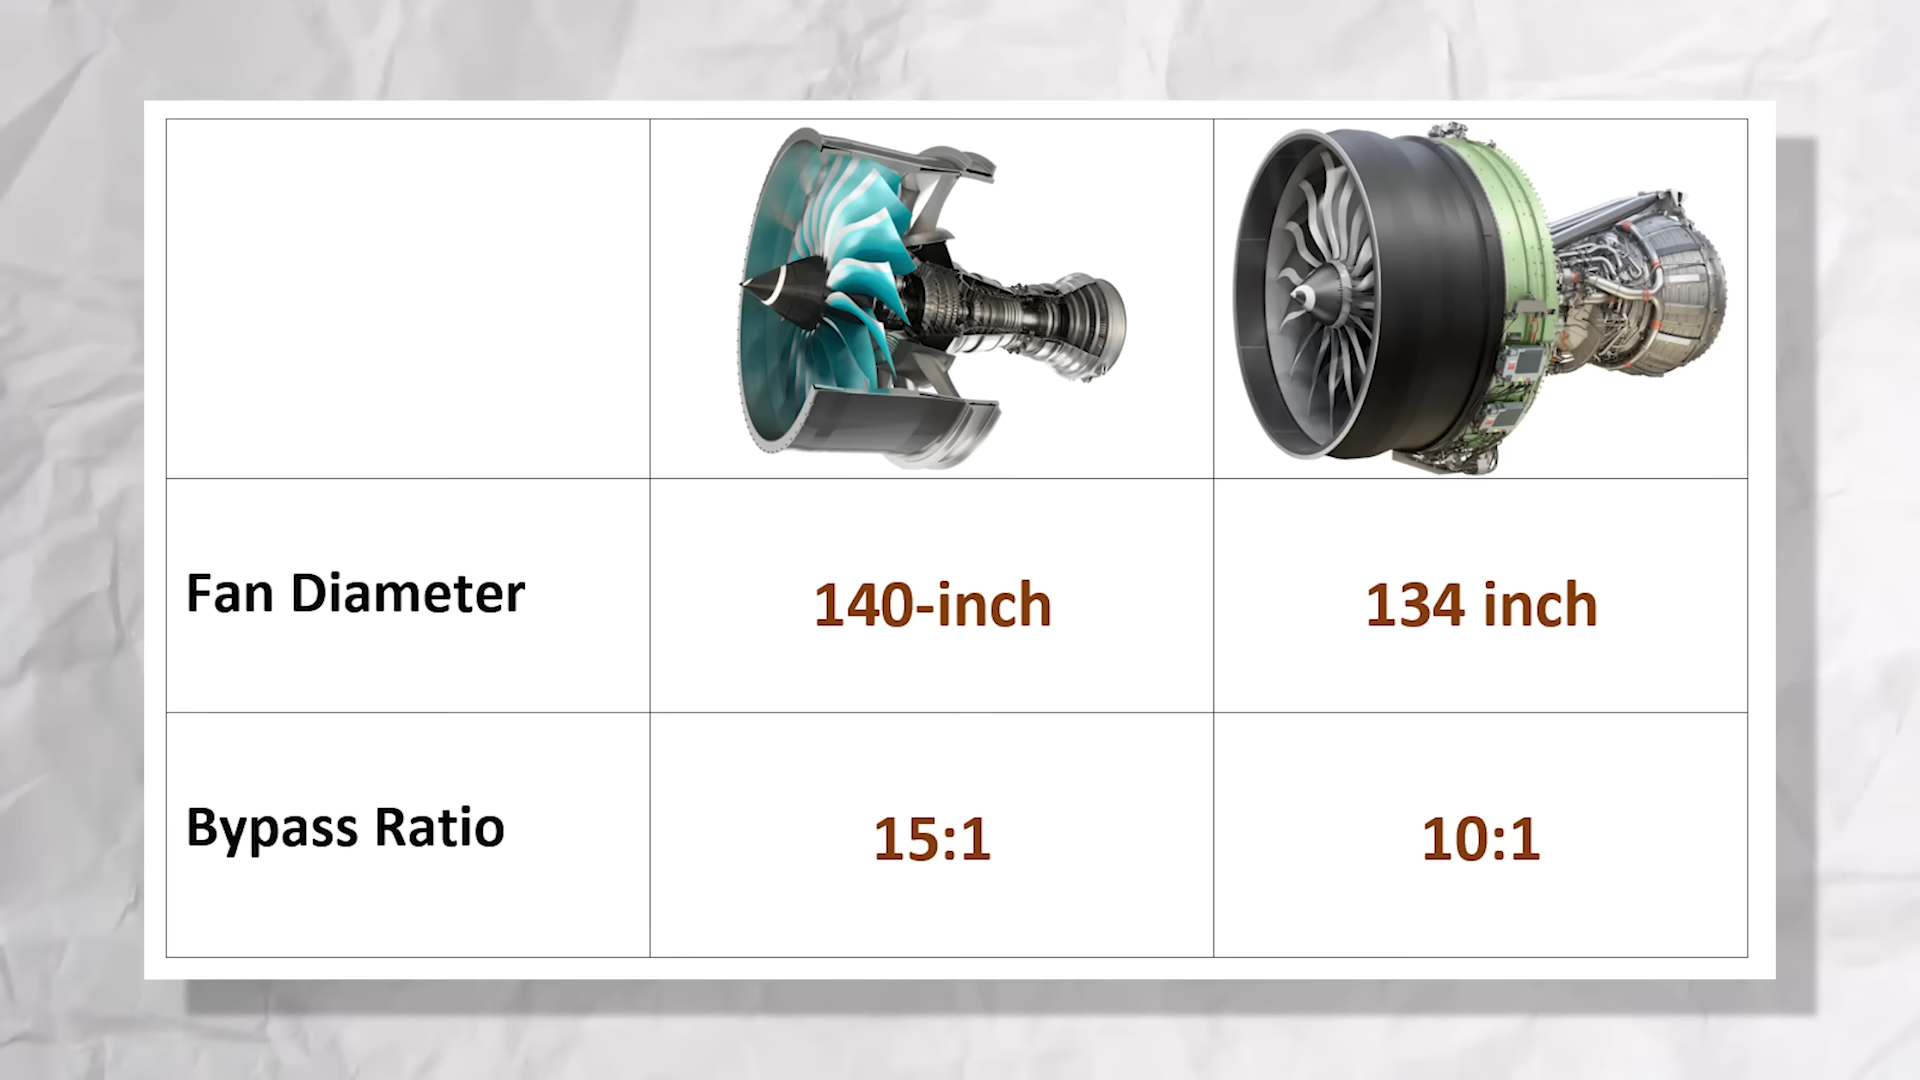 Fan Diameter
140-inch
134 inch
Bypass Ratio
15:1
10:1